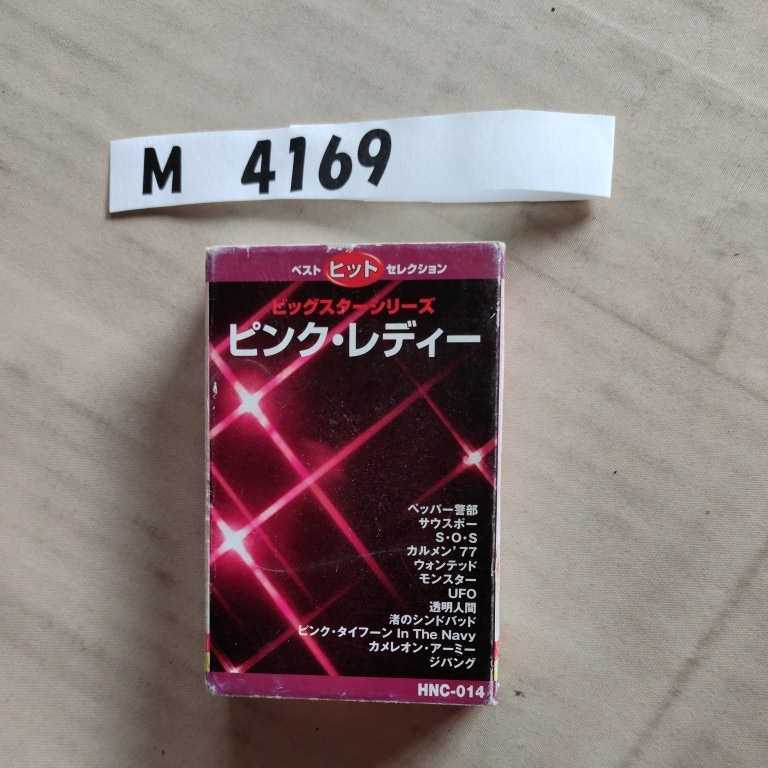 M 4169
ベスト ヒット セレクション
ビッグスターシリーズ
ピンク・レディー
ペッパー警部
サウスポー
S・O・S
カルメン'77
ウォンテッド
モンスター
UFO
透明人間
渚のシンドバッド
ピンク・タイフーン In The Navy
カメレオン・アーミー
ジパング
HNC-014